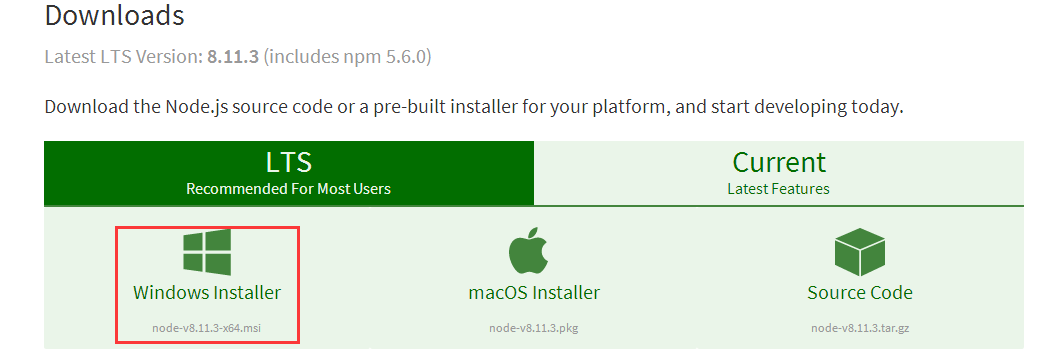 Downloads
Latest LTS Version: 8.11.3 (includes npm 5.6.0)
Download the Node.js source code or a pre-built installer for your platform, and start developing today.
LTS
Recommended For Most Users
Current
Latest Features
Windows Installer
node-v8.11.3-x64.msi
macOS Installer
node-v8.11.3.pkg
Source Code
node-v8.11.3.tar.gz